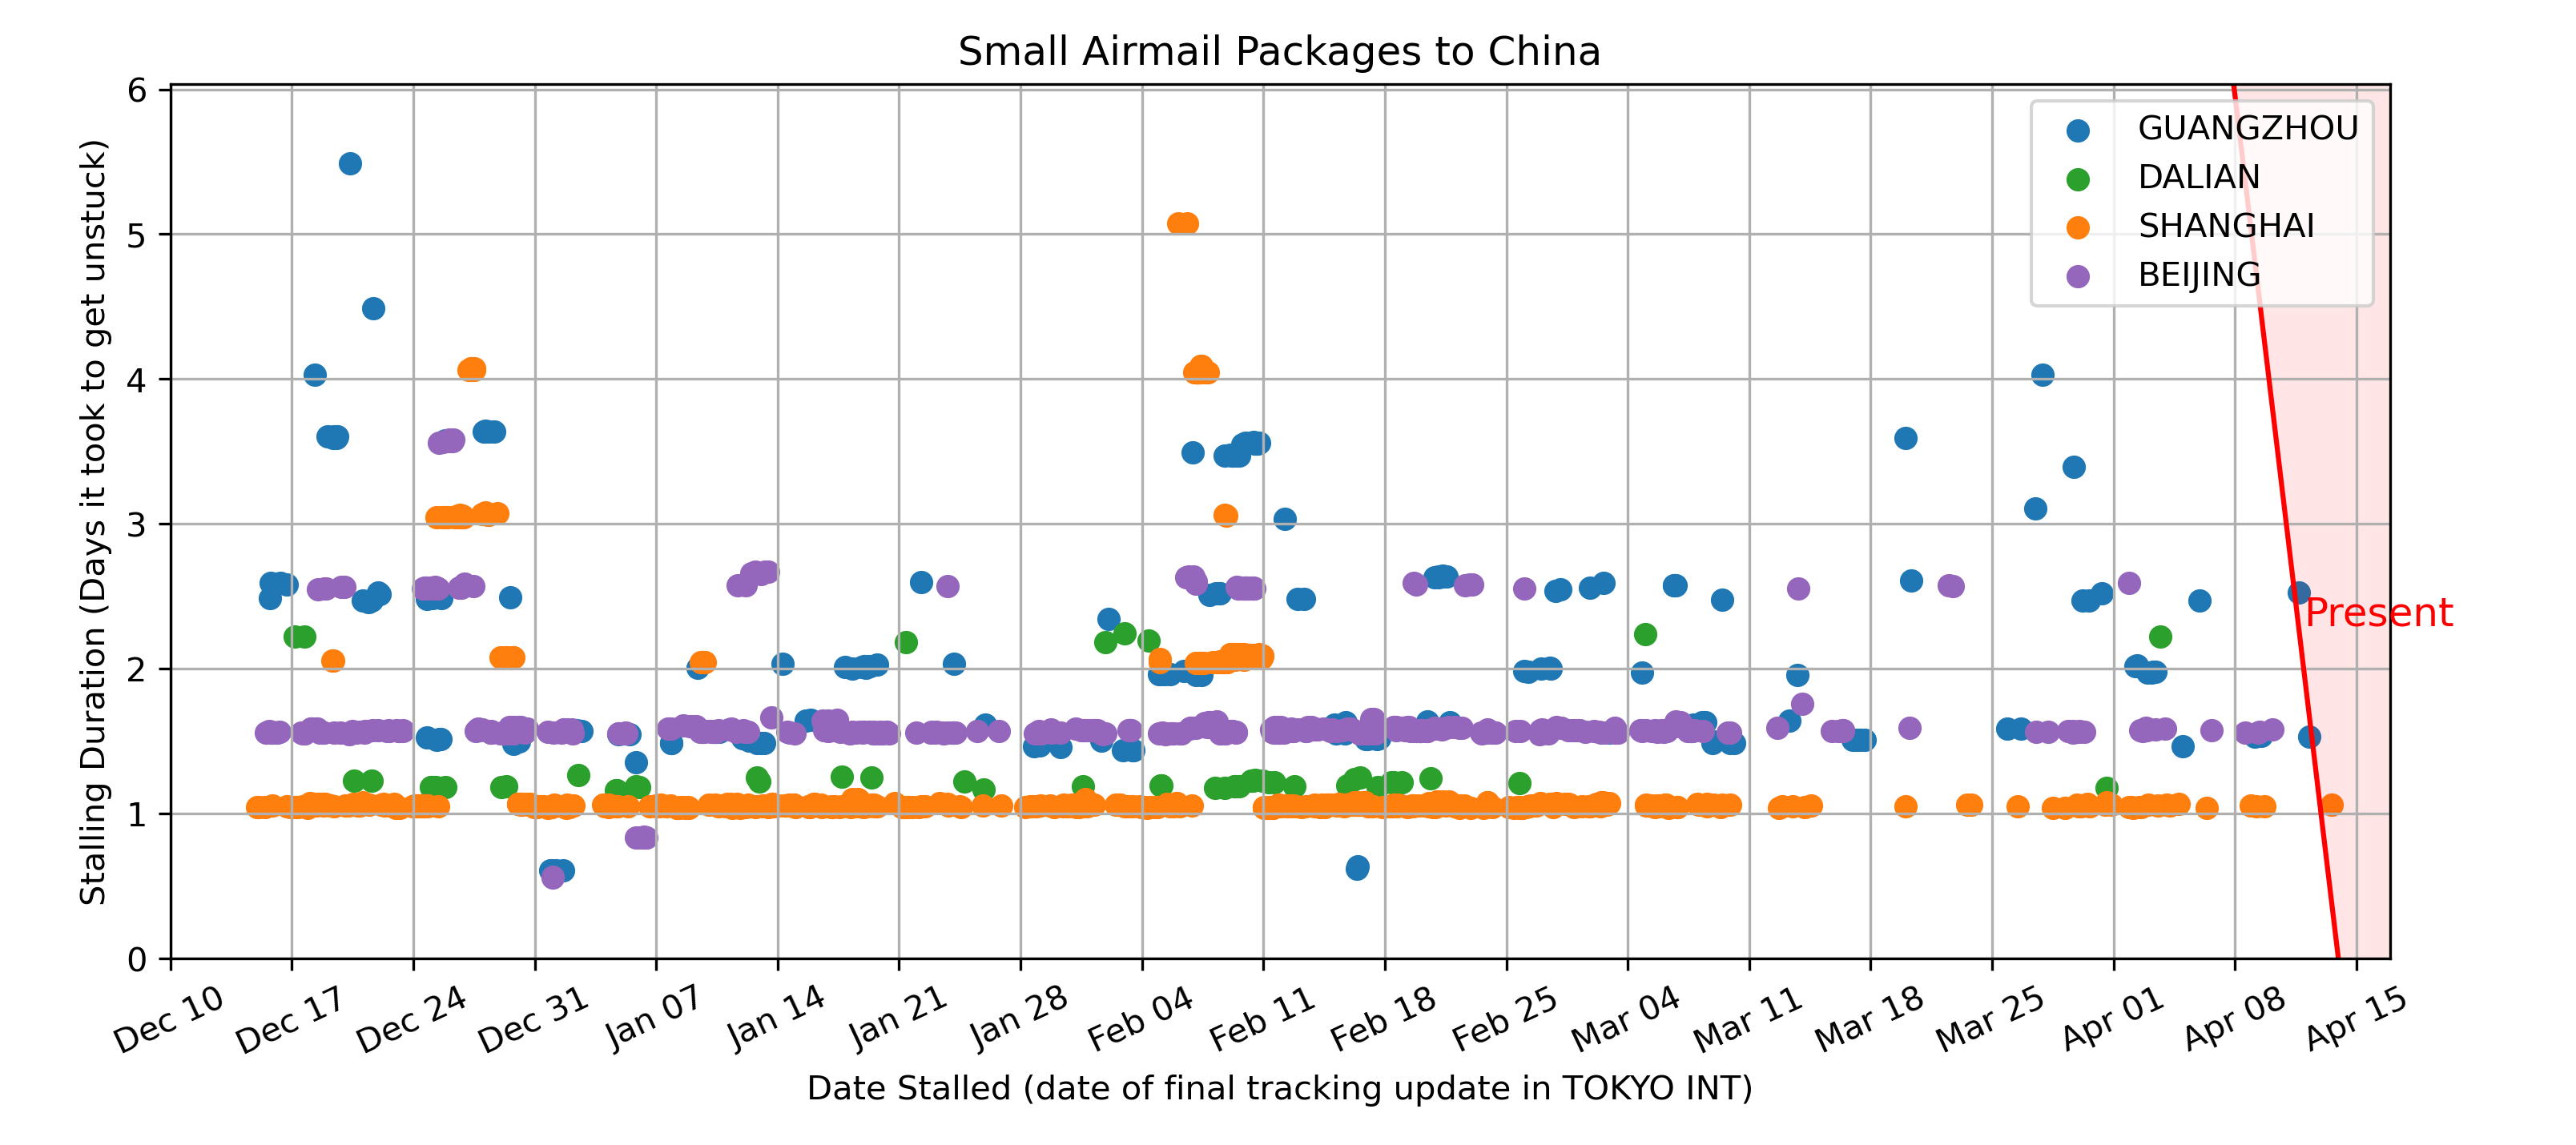 Small Airmail Packages to China
Stalling Duration (Days it took to get unstuck)
6
5
4
3
2
1
0
GUANGZHOU
DALIAN
SHANGHAI
BEIJING
Present
Dec 10
Dec 17
Dec 24
Dec 31
Jan 07
Jan 14
Jan 21
Jan 28
Feb 04
Feb 11
Feb 18
Feb 25
Mar 04
Mar 11
Mar 18
Mar 25
Apr 01
Apr 08
Apr 15
Date Stalled (date of final tracking update in TOKYO INT)